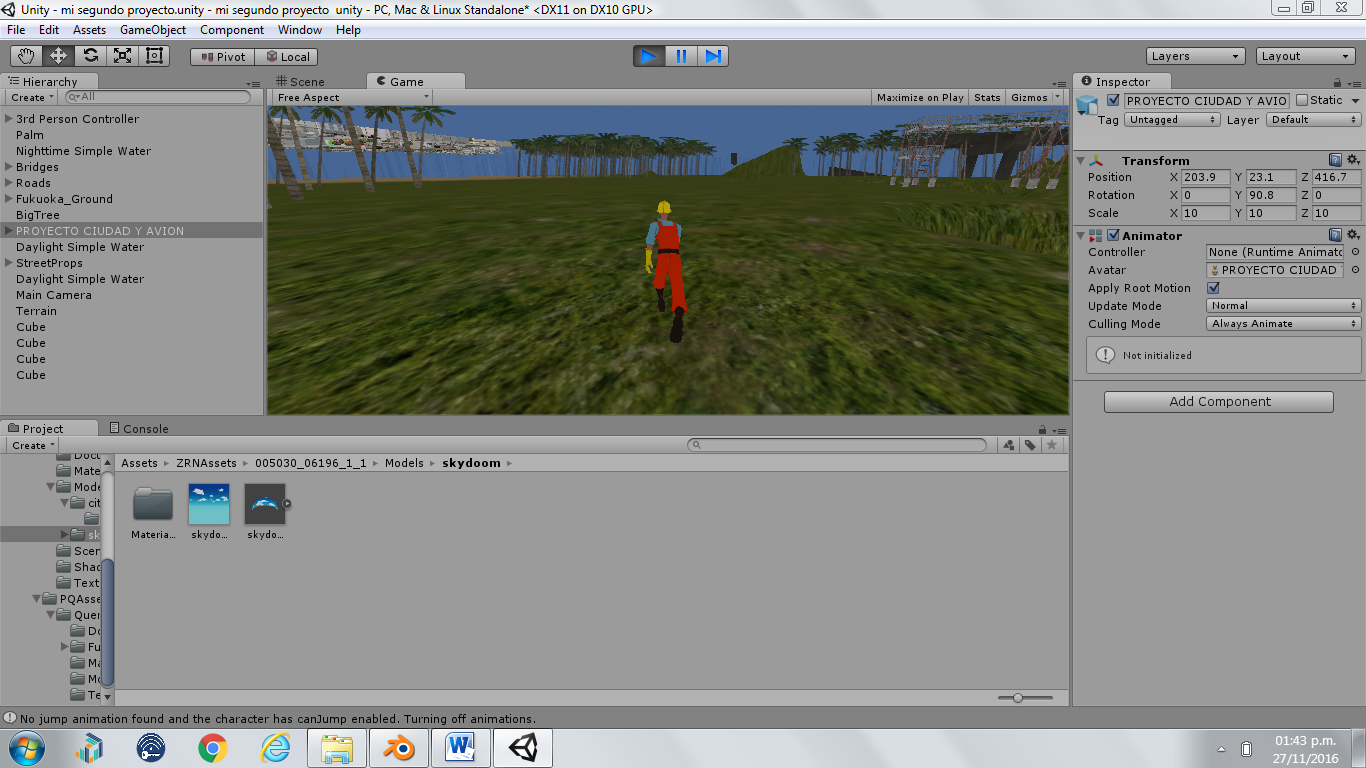 Unity - mi segundo proyecto.unity - mi segundo proyecto unity - PC, Mac & Linux Standalone* <DX11 on DX10 GPU>
File Edit Assets GameObject Component Window Help
Pivot Local Layers Layout
Hierarchy
Create All
3rd Person Controller
Palm
Nighttime Simple Water
Bridges
Roads
Fukuoka_Ground
BigTree
PROYECTO CIUDAD Y AVION
Daylight Simple Water
StreetProps
Daylight Simple Water
Main Camera
Terrain
Cube
Cube
Cube
Cube
Scene Game
Free Aspect Maximize on Play Stats Gizmos
Inspector
PROYECTO CIUDAD Y AVIO Static
Tag Untagged Layer Default
Transform
Position X 203.9 Y 23.1 Z 416.7
Rotation X 0 Y 90.8 Z 0
Scale X 10 Y 10 Z 10
Animator
Controller None (Runtime Animato
Avatar PROYECTO CIUDAD
Apply Root Motion
Update Mode Normal
Culling Mode Always Animate
Not initialized
Add Component
Project Console
Create
Docu
Mate
Mode
cit
sk
Scen
Shad
Text
PQAsse
Quer
Do
Fu
Ma
Mo
Te
Assets ZRNAssets 005030_06196_1_1 Models skydoom
Materia... skydo... skydo...
No jump animation found and the character has canJump enabled. Turning off animations.
01:43 p.m.
27/11/2016